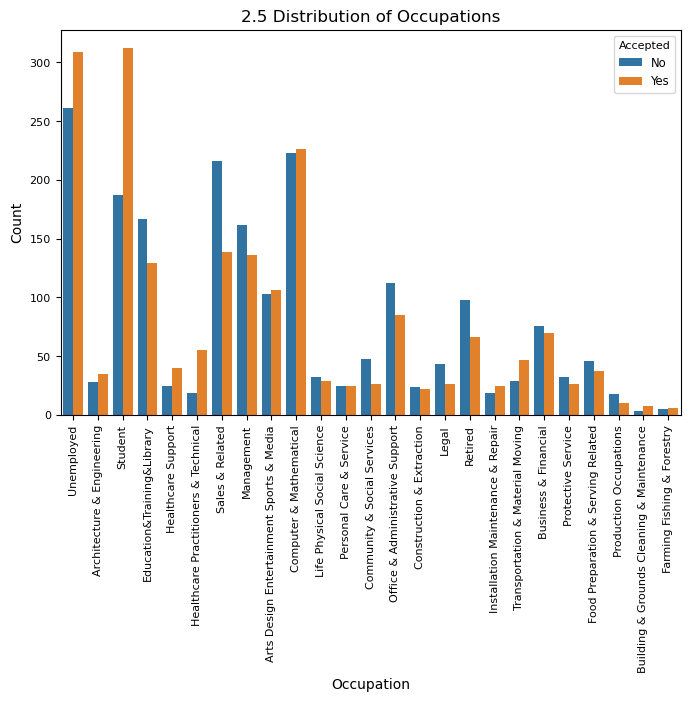 2.5 Distribution of Occupations
Accepted
No
Yes
Count
300
250
200
150
100
50
0
Unemployed
Architecture & Engineering
Student
Education&Training&Library
Healthcare Support
Healthcare Practitioners & Technical
Sales & Related
Management
Arts Design Entertainment Sports & Media
Computer & Mathematical
Life Physical Social Science
Personal Care & Service
Community & Social Services
Office & Administrative Support
Construction & Extraction
Legal
Retired
Installation Maintenance & Repair
Transportation & Material Moving
Business & Financial
Protective Service
Food Preparation & Serving Related
Production Occupations
Building & Grounds Cleaning & Maintenance
Farming Fishing & Forestry
Occupation